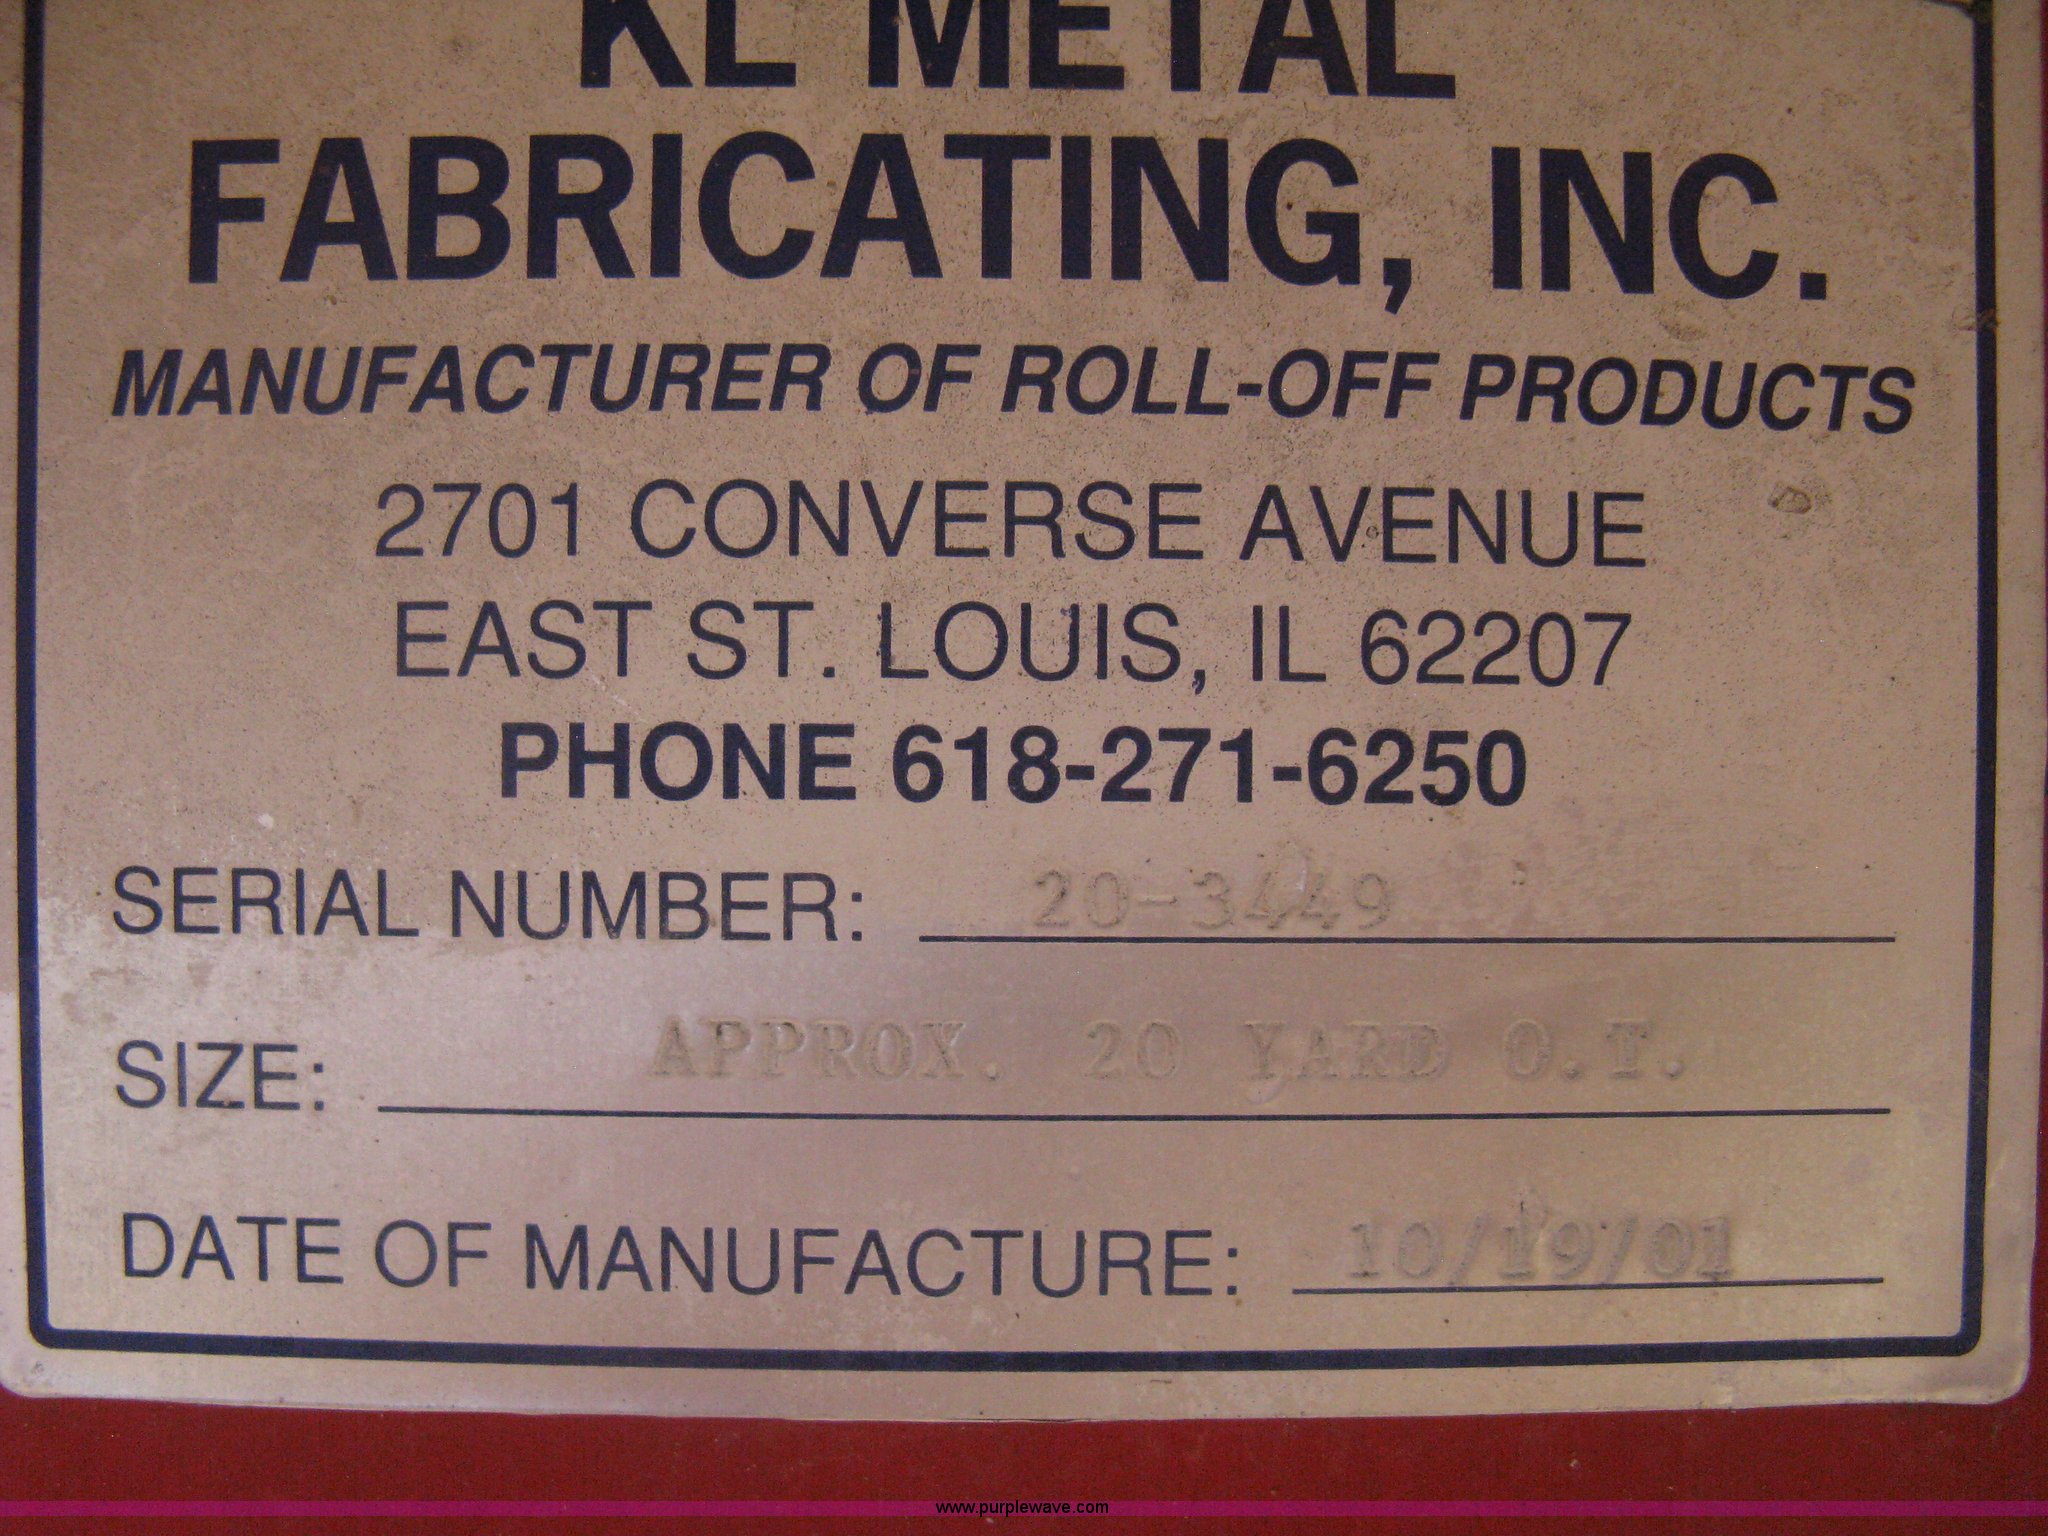 KL METAL
FABRICATING, INC.
MANUFACTURER OF ROLL-OFF PRODUCTS
2701 CONVERSE AVENUE
EAST ST. LOUIS, IL 62207
PHONE 618-271-6250
SERIAL NUMBER: 20-3449
SIZE: APPROX. 20 YARD O.T.
DATE OF MANUFACTURE: 10/19/01
www.purplewave.com